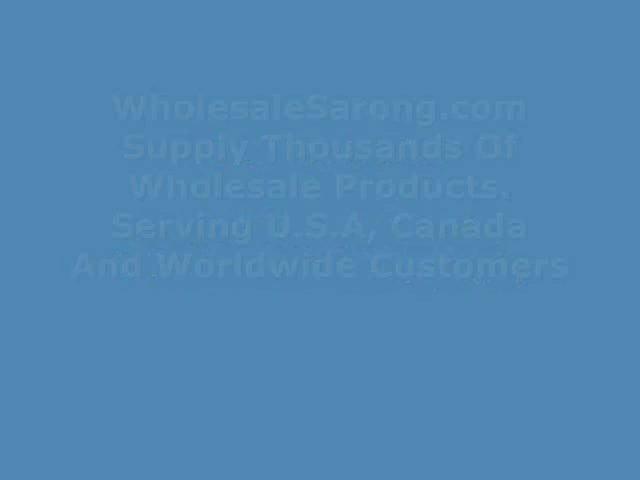 WholesaleSarong.com
Supply Thousands Of
Wholesale Products.
Serving U.S.A, Canada
And Worldwide Customers